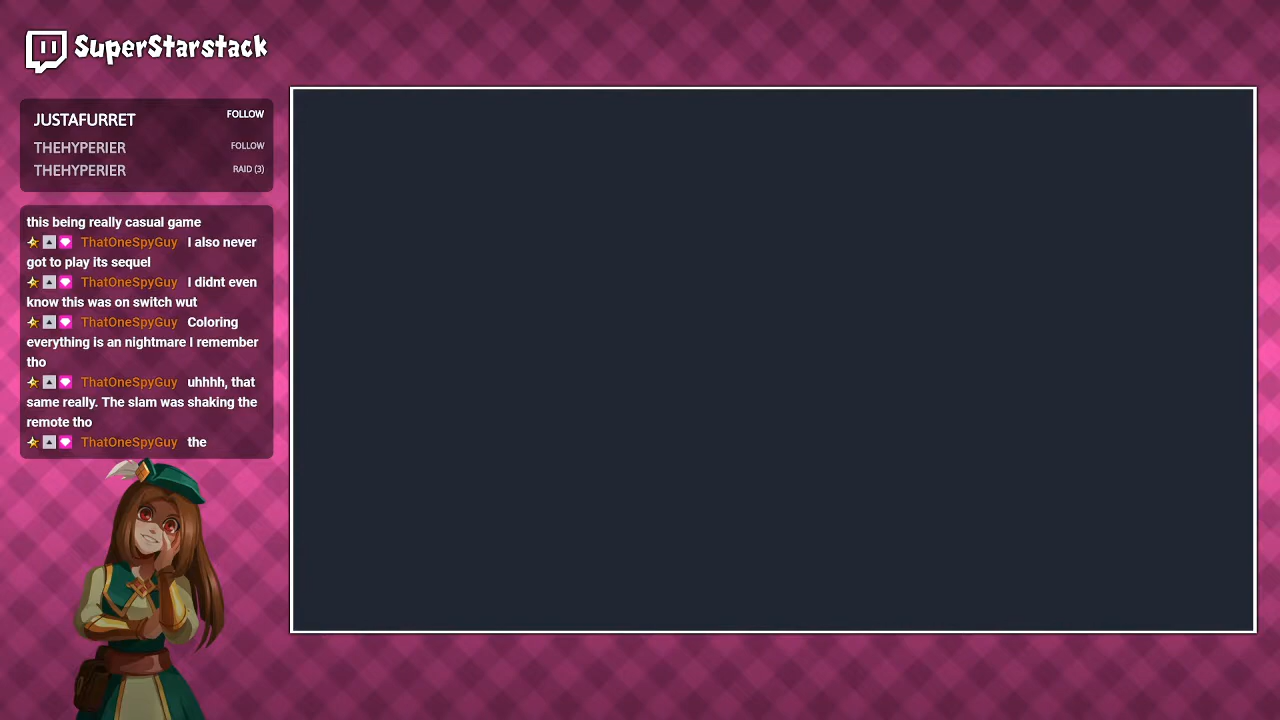 SuperStarstack
JUSTAFURRET FOLLOW
THEHYPERIER FOLLOW
THEHYPERIER RAID (3)
this being really casual game
ThatOneSpyGuy I also never
got to play its sequel
ThatOneSpyGuy I didnt even
know this was on switch wut
ThatOneSpyGuy Coloring
everything is an nightmare I remember
tho
ThatOneSpyGuy uhhhh, that
same really. The slam was shaking the
remote tho
ThatOneSpyGuy the